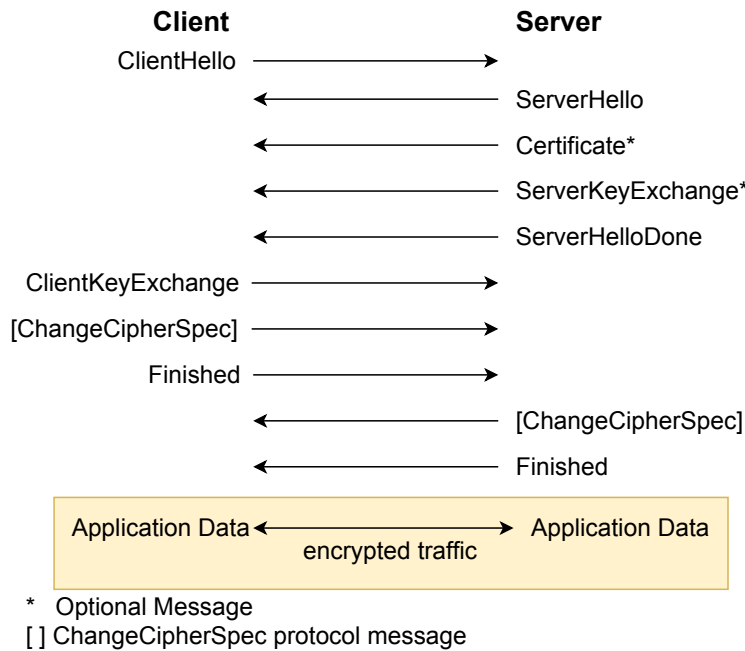 Client Server
ClientHello
ServerHello
Certificate*
ServerKeyExchange*
ServerHelloDone
ClientKeyExchange
[ChangeCipherSpec]
Finished
[ChangeCipherSpec]
Finished
Application Data Application Data
encrypted traffic
* Optional Message
[ ] ChangeCipherSpec protocol message